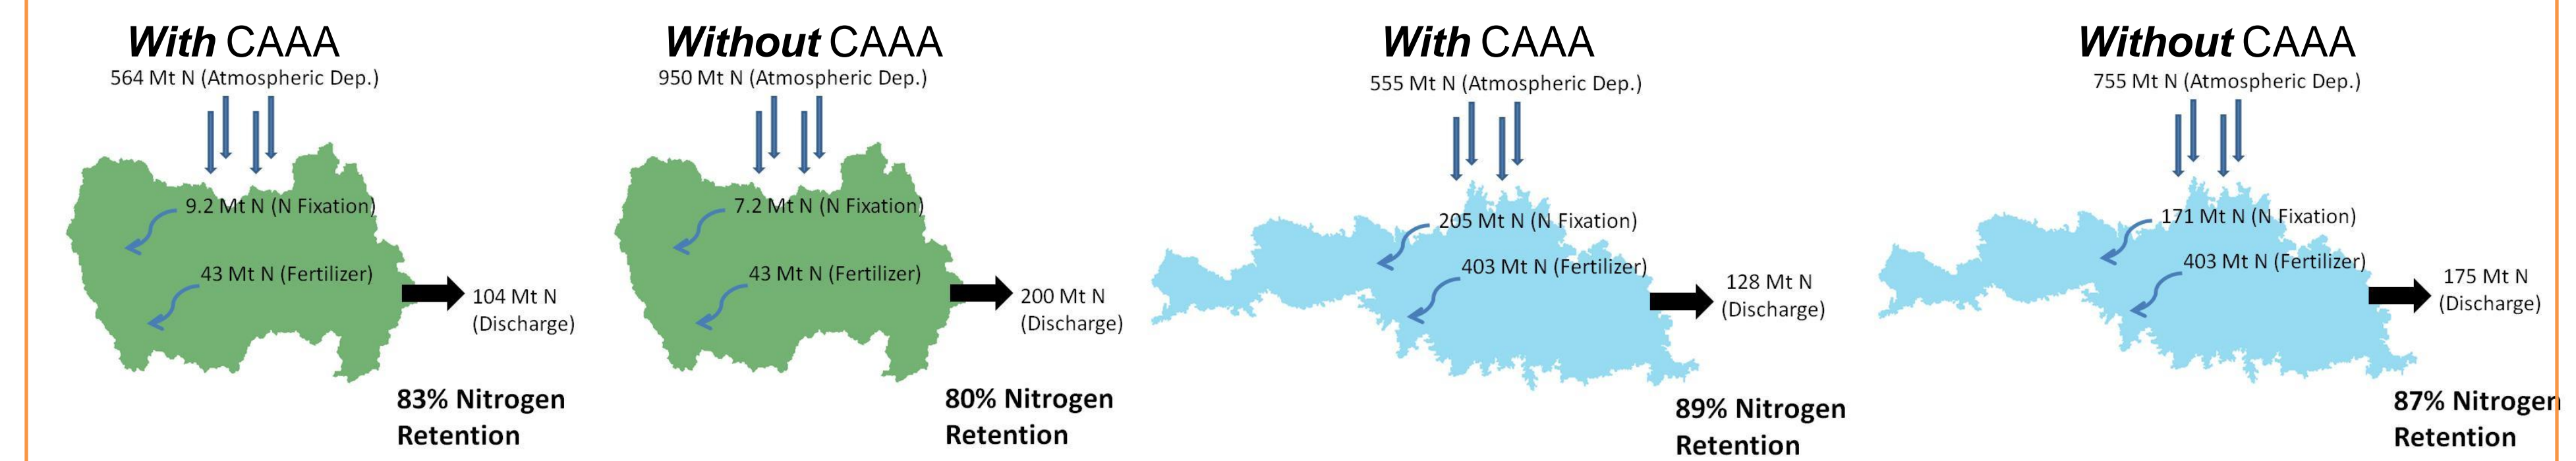 With CAAA
564 Mt N (Atmospheric Dep.)
9.2 Mt N (N Fixation)
43 Mt N (Fertilizer)
104 Mt N
(Discharge)
83% Nitrogen
Retention
Without CAAA
950 Mt N (Atmospheric Dep.)
7.2 Mt N (N Fixation)
43 Mt N (Fertilizer)
200 Mt N
(Discharge)
80% Nitrogen
Retention
With CAAA
555 Mt N (Atmospheric Dep.)
205 Mt N (N Fixation)
403 Mt N (Fertilizer)
128 Mt N
(Discharge)
89% Nitrogen
Retention
Without CAAA
755 Mt N (Atmospheric Dep.)
171 Mt N (N Fixation)
403 Mt N (Fertilizer)
175 Mt N
(Discharge)
87% Nitrogen
Retention